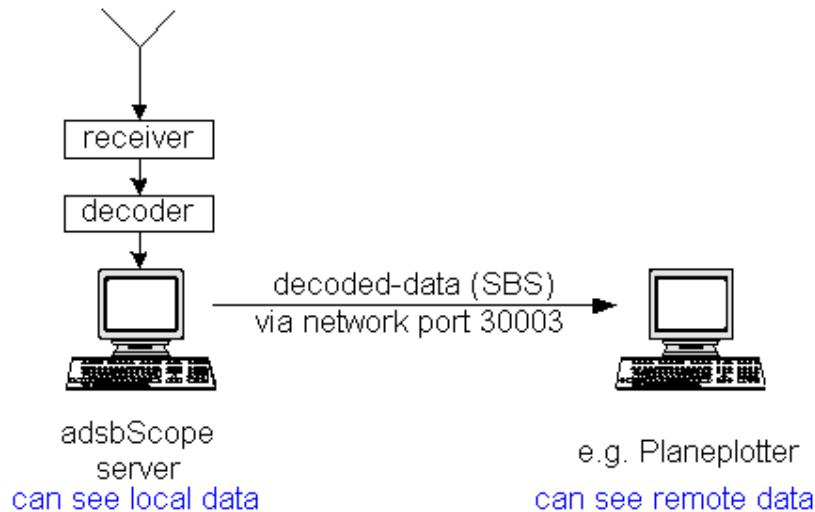 receiver
decoder
decoded-data (SBS)
via network port 30003
adsbScope
server
can see local data
e.g. Planeplotter
can see remote data